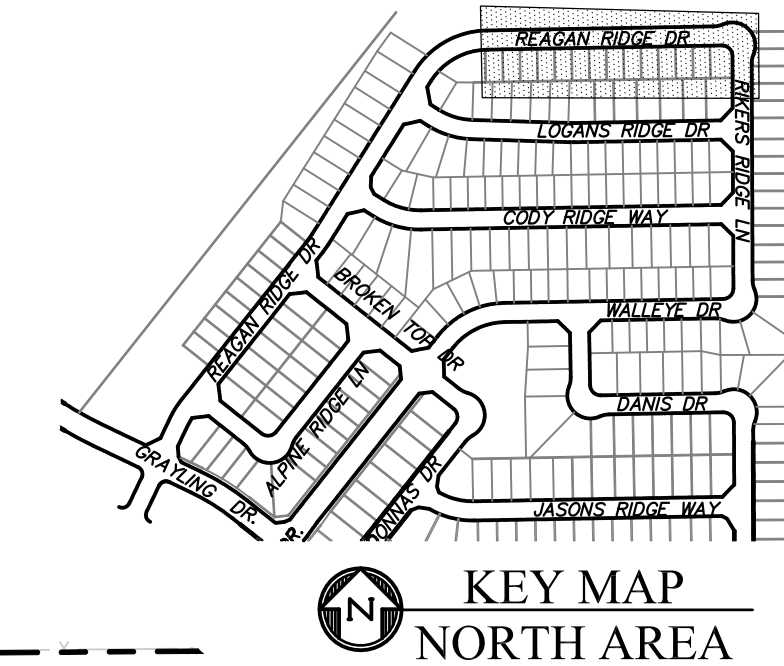 REAGAN RIDGE DR
RIKERS RIDGE LN
LOGANS RIDGE DR
CODY RIDGE WAY
REAGAN RIDGE DR
BROKEN TOP DR
WALLEYE DR
ALPINE RIDGE LN
DANIS DR
GRAYLING DR.
DR.
DONNAS DR
JASONS RIDGE WAY
N
KEY MAP
NORTH AREA